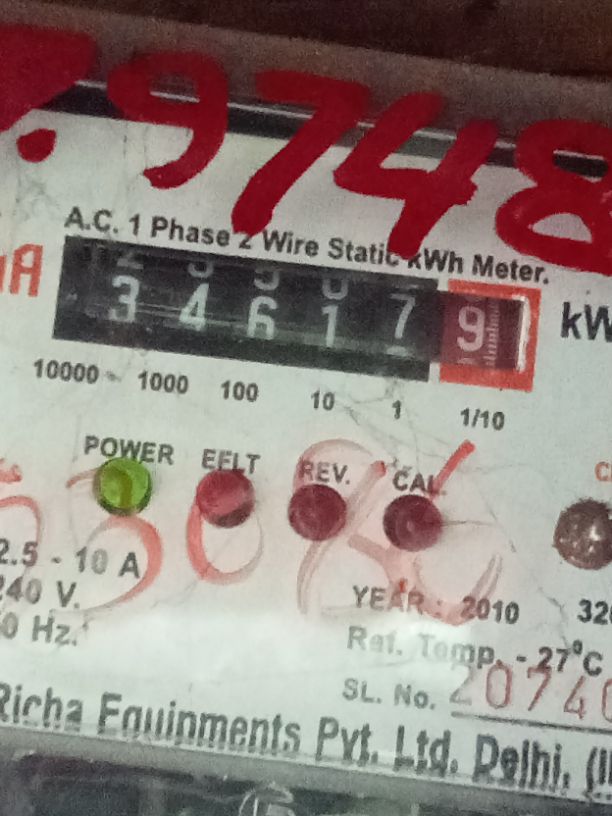 .9748
A.C. 1 Phase 2 Wire Static kWh Meter.
3 4 6 1 7 9
10000 1000 100 10 1 1/10
POWER EFLT REV. CAL.
2.5 - 10 A
240 V.
YEAR : 2010
Ref. Temp. - 27°C
SL. No. 20740
Richa Equipments Pvt. Ltd. Delhi.